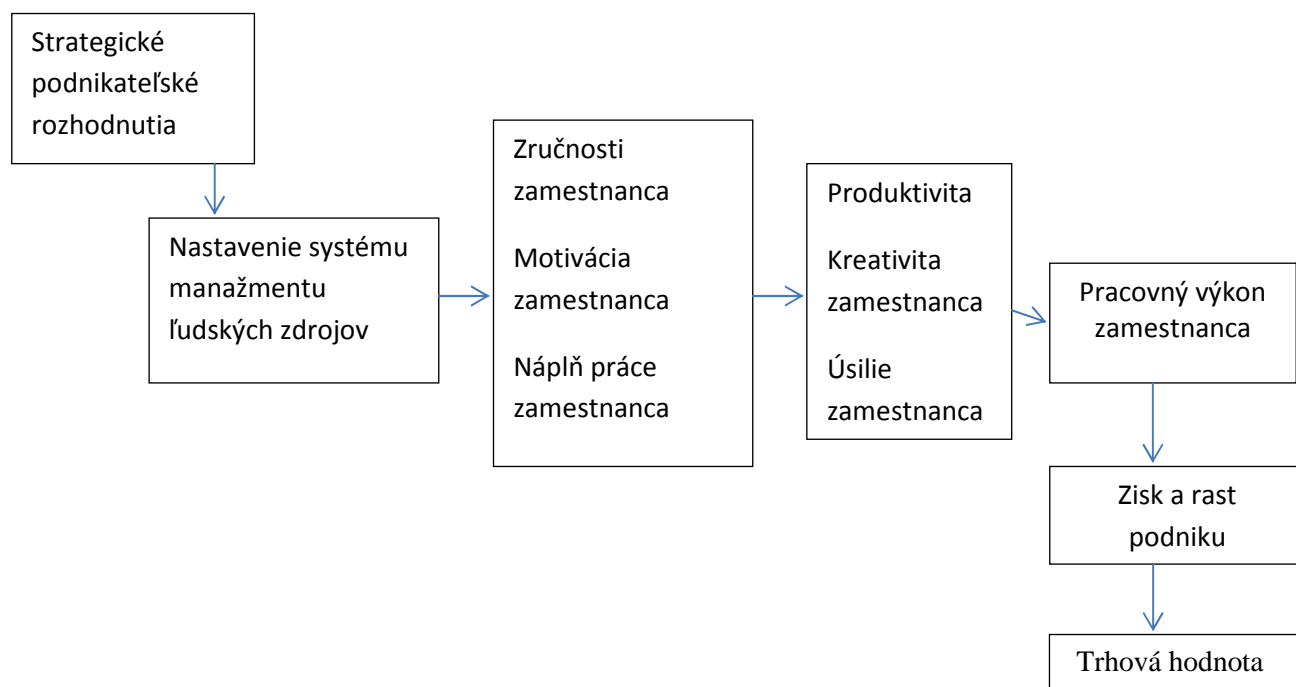 Strategické
podnikateľské
rozhodnutia
Nastavenie systému
manažmentu
ľudských zdrojov
Zručnosti
zamestnanca
Motivácia
zamestnanca
Náplň práce
zamestnanca
Produktivita
Kreativita
zamestnanca
Úsilie
zamestnanca
Pracovný výkon
zamestnanca
Zisk a rast
podniku
Trhová hodnota